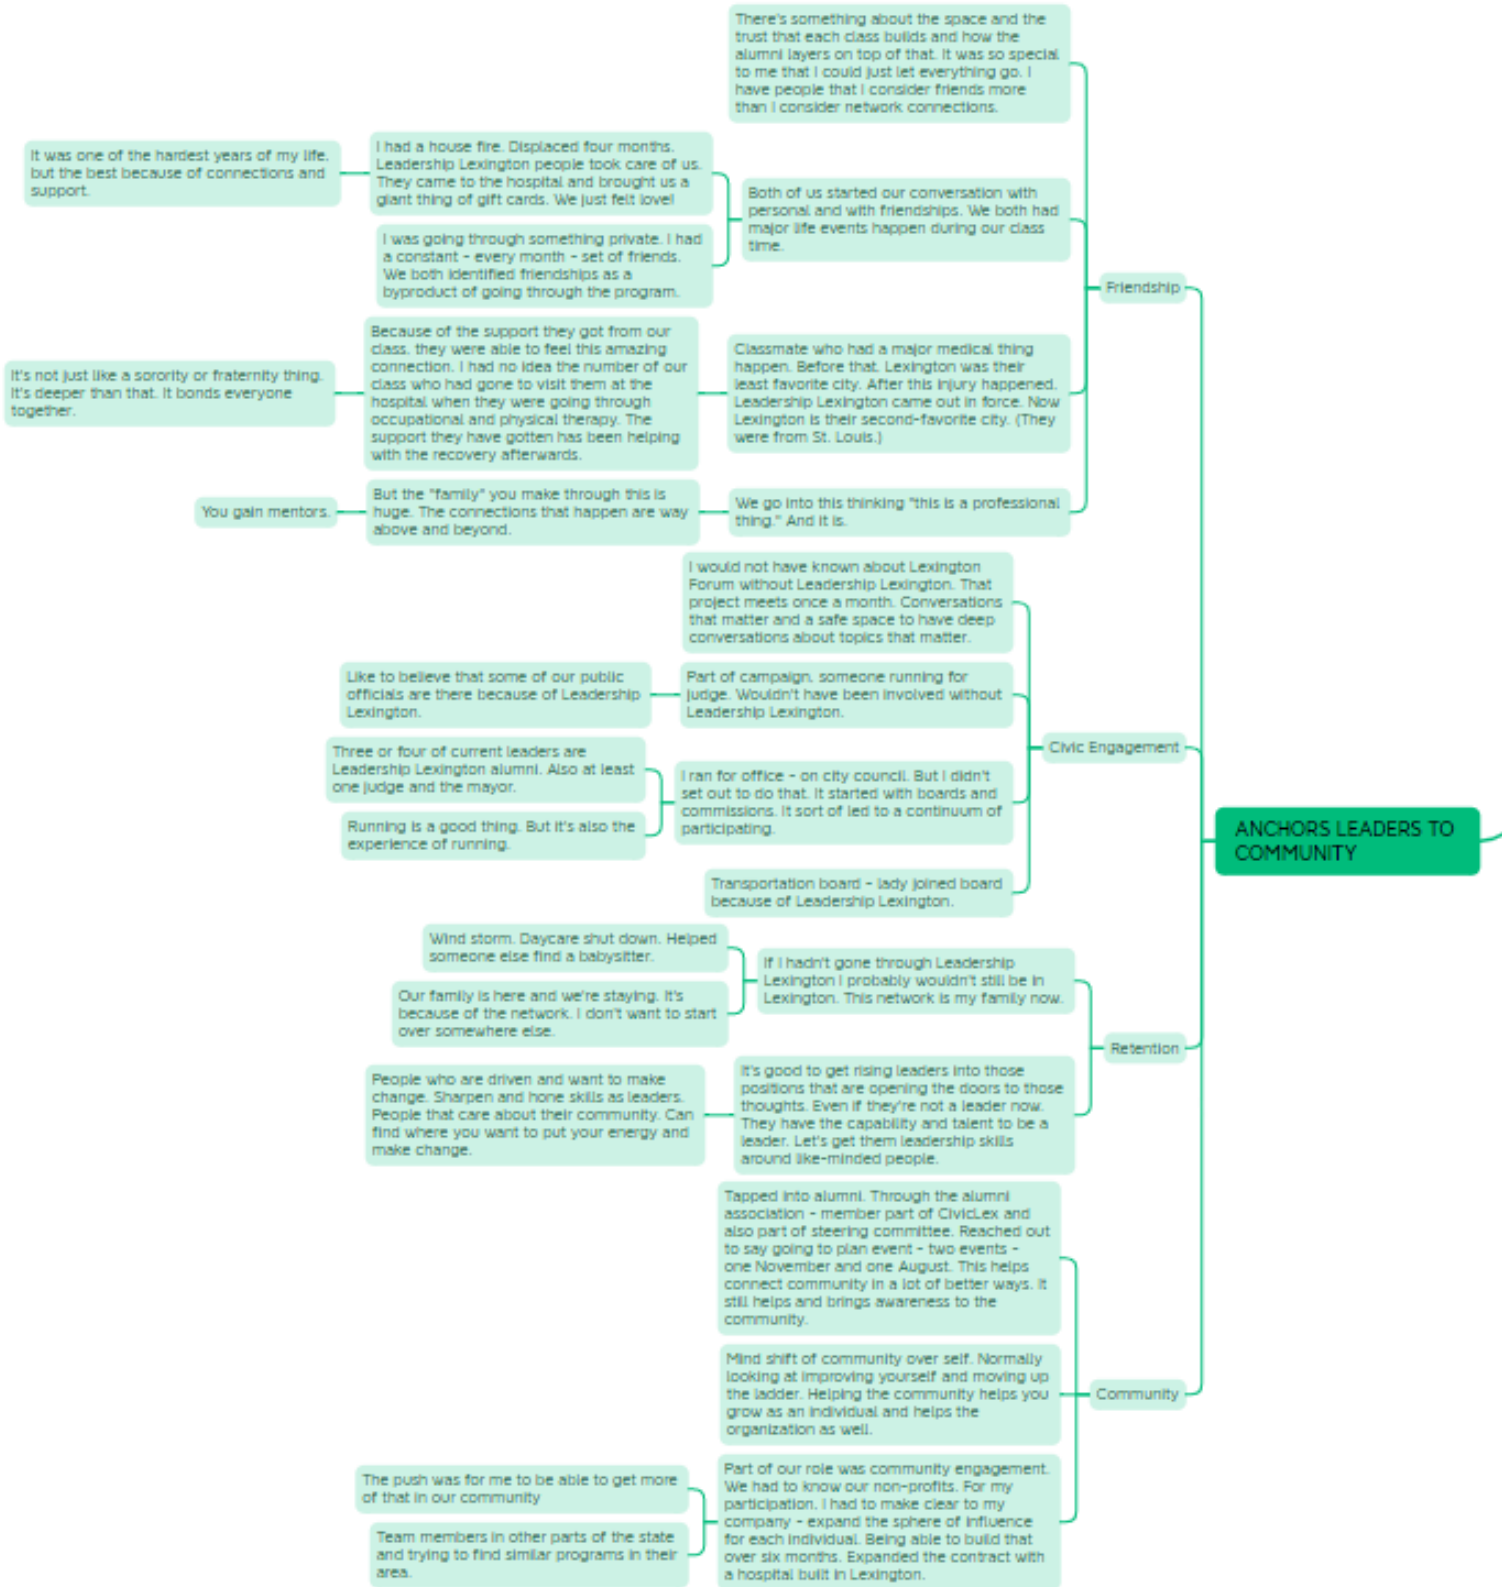 There's something about the space and the
trust that each class builds and how the
alumni layers on top of that. It was so special
to me that I could just let everything go. I
have people that I consider friends more
than I consider network connections.
It was one of the hardest years of my life,
but the best because of connections and
support.
I had a house fire. Displaced four months.
Leadership Lexington people took care of us.
They came to the hospital and brought us a
giant thing of gift cards. We just felt love!
I was going through something private. I had
a constant - every month - set of friends.
We both identified friendships as a
byproduct of going through the program.
Both of us started our conversation with
personal and with friendships. We both had
major life events happen during our class
time.
Friendship
It's not just like a sorority or fraternity thing.
It's deeper than that. It bonds everyone
together.
Because of the support they got from our
class, they were able to feel this amazing
connection. I had no idea the number of our
class who had gone to visit them at the
hospital when they were going through
occupational and physical therapy. The
support they have gotten has been helping
with the recovery afterwards.
Classmate who had a major medical thing
happen. Before that, Lexington was their
least favorite city. After this injury happened,
Leadership Lexington came out in force. Now
Lexington is their second-favorite city. (They
were from St. Louis.)
You gain mentors.
But the "family" you make through this is
huge. The connections that happen are way
above and beyond.
We go into this thinking "this is a professional
thing." And it is.
I would not have known about Lexington
Forum without Leadership Lexington. That
project meets once a month. Conversations
that matter and a safe space to have deep
conversations about topics that matter.
Like to believe that some of our public
officials are there because of Leadership
Lexington.
Part of campaign, someone running for
judge. Wouldn't have been involved without
Leadership Lexington.
Civic Engagement
Three or four of current leaders are
Leadership Lexington alumni. Also at least
one judge and the mayor.
Running is a good thing. But it's also the
experience of running.
I ran for office - on city council. But I didn't
set out to do that. It started with boards and
commissions. It sort of led to a continuum of
participating.
Transportation board - lady joined board
because of Leadership Lexington.
ANCHORS LEADERS TO
COMMUNITY
Wind storm. Daycare shut down. Helped
someone else find a babysitter.
Our family is here and we're staying. It's
because of the network. I don't want to start
over somewhere else.
If I hadn't gone through Leadership
Lexington I probably wouldn't still be in
Lexington. This network is my family now.
Retention
People who are driven and want to make
change. Sharpen and hone skills as leaders.
People that care about their community. Can
find where you want to put your energy and
make change.
It's good to get rising leaders into those
positions that are opening the doors to those
thoughts. Even if they're not a leader now.
They have the capability and talent to be a
leader. Let's get them leadership skills
around like-minded people.
Tapped into alumni. Through the alumni
association - member part of CivicLex and
also part of steering committee. Reached out
to say going to plan event - two events -
one November and one August. This helps
connect community in a lot of better ways. It
still helps and brings awareness to the
community.
Mind shift of community over self. Normally
looking at improving yourself and moving up
the ladder. Helping the community helps you
grow as an individual and helps the
organization as well.
Community
The push was for me to be able to get more
of that in our community
Team members in other parts of the state
and trying to find similar programs in their
area.
Part of our role was community engagement.
We had to know our non-profits. For my
participation, I had to make clear to my
company - expand the sphere of influence
for each individual. Being able to build that
over six months. Expanded the contract with
a hospital built in Lexington.